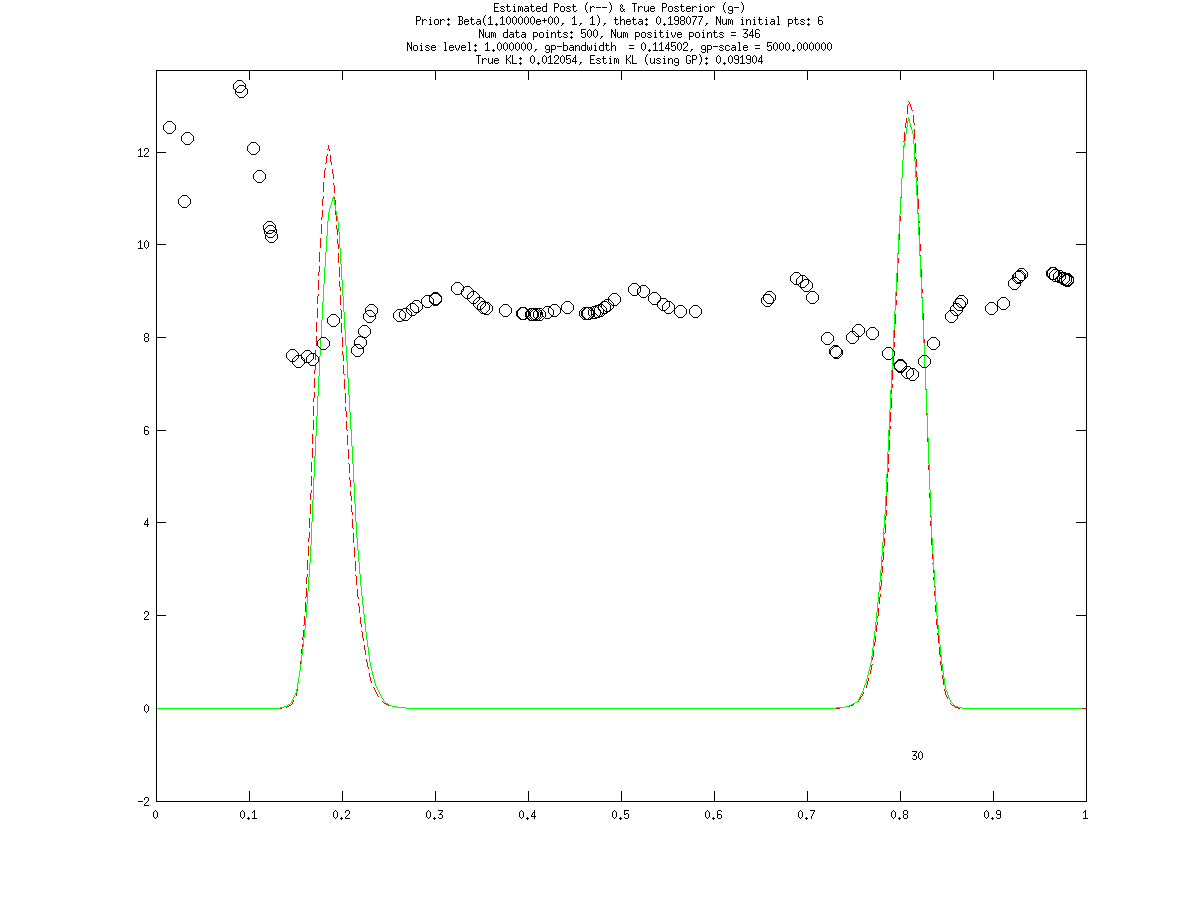 Estimated Post (r--) & True Posterior (g-)
Prior: Beta(1.100000e+00, 1, 1), theta: 0.198077, Num initial pts: 6
Num data points: 500, Num positive points = 346
Noise level: 1.000000, gp-bandwidth  = 0.114502, gp-scale = 5000.000000
True KL: 0.012054, Estim KL (using GP): 0.091904
12
10
8
6
4
2
0
30
-2
0 0.1 0.2 0.3 0.4 0.5 0.6 0.7 0.8 0.9 1